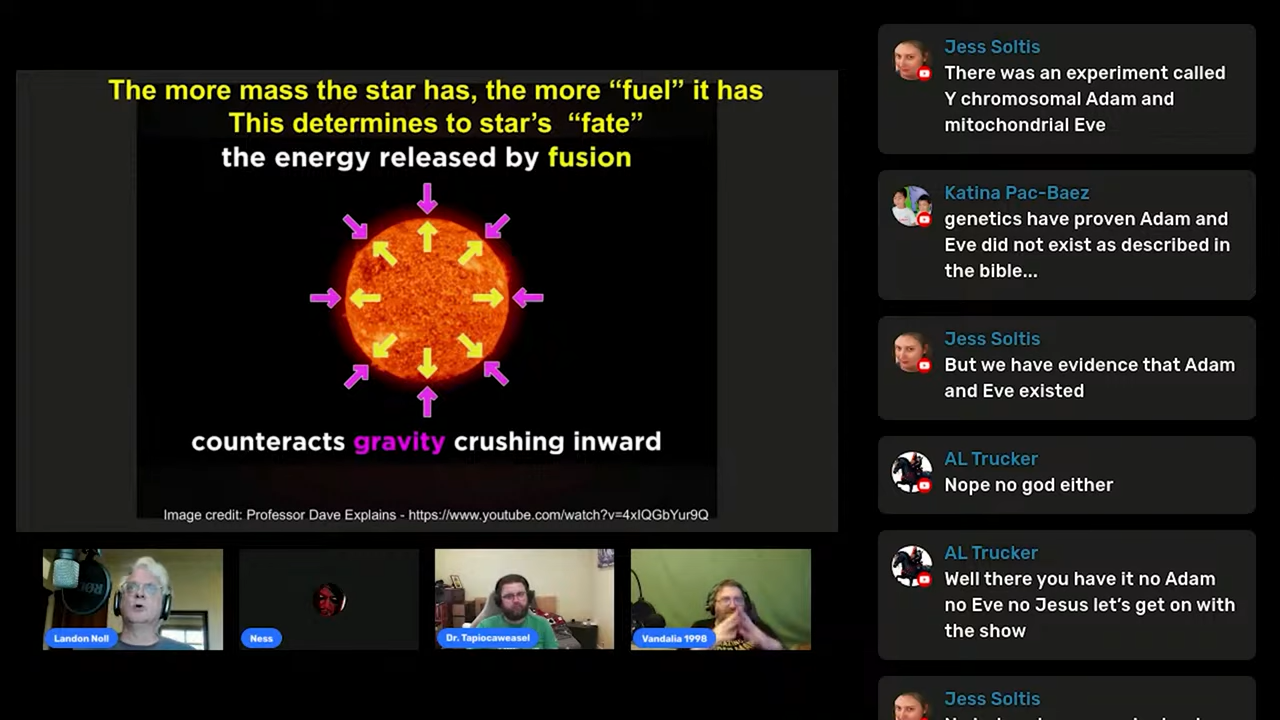 The more mass the star has, the more “fuel” it has
This determines to star’s “fate”
the energy released by fusion
counteracts gravity crushing inward
Image credit: Professor Dave Explains - https://www.youtube.com/watch?v=4xIQGbYur9Q
Landon Noll
Ness
Dr. Tapiocaweasel
Vandalia 1998
Jess Soltis
There was an experiment called
Y chromosomal Adam and
mitochondrial Eve
Katina Pac-Baez
genetics have proven Adam and
Eve did not exist as described in
the bible...
Jess Soltis
But we have evidence that Adam
and Eve existed
AL Trucker
Nope no god either
AL Trucker
Well there you have it no Adam
no Eve no Jesus let’s get on with
the show
Jess Soltis